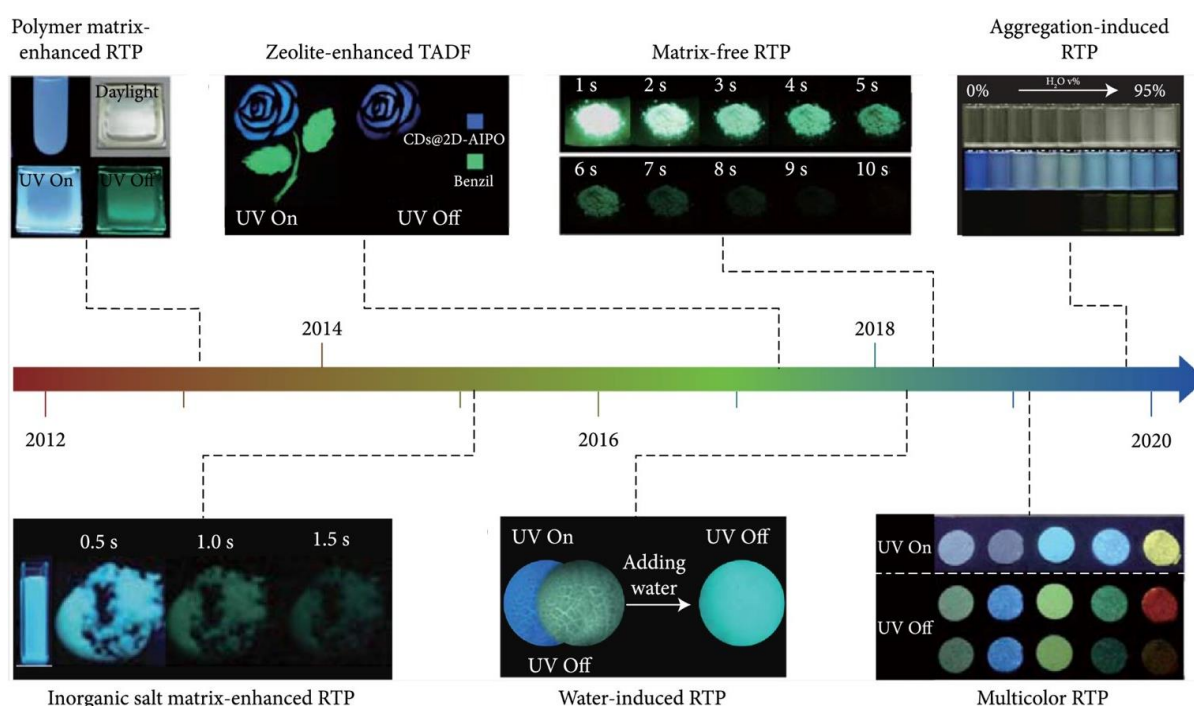 Polymer matrix-
enhanced RTP
Zeolite-enhanced TADF
Matrix-free RTP
Aggregation-induced
RTP
Daylight
UV On
UV Off
CDs@2D-AIPO
Benzil
UV On
UV Off
1 s
2 s
3 s
4 s
5 s
6 s
7 s
8 s
9 s
10 s
0%
H₂O v%
95%
2014
2018
2012
2016
2020
0.5 s
1.0 s
1.5 s
Inorganic salt matrix-enhanced RTP
UV On
UV Off
Adding
water
UV Off
Water-induced RTP
UV On
UV Off
Multicolor RTP